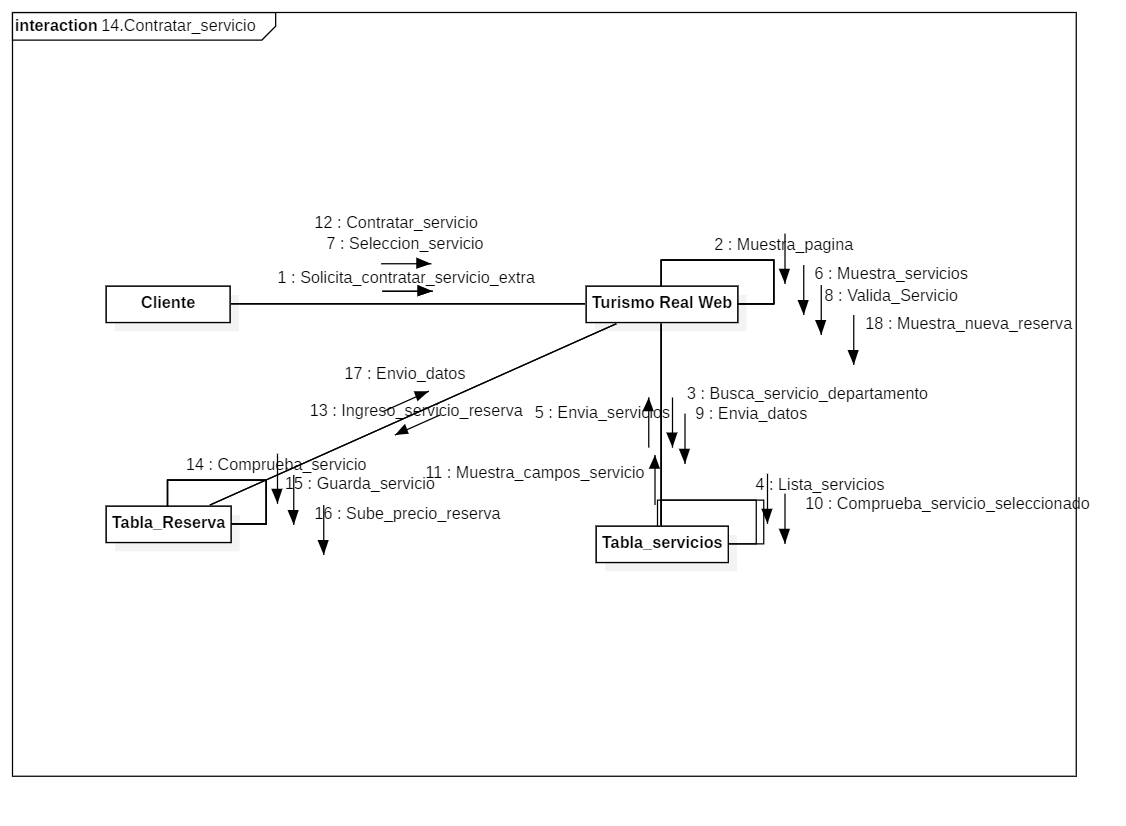 interaction 14.Contratar_servicio
12 : Contratar_servicio
7 : Seleccion_servicio
1 : Solicita_contratar_servicio_extra
2 : Muestra_pagina
6 : Muestra_servicios
8 : Valida_Servicio
18 : Muestra_nueva_reserva
Cliente
Turismo Real Web
17 : Envio_datos
13 : Ingreso_servicio_reserva
5 : Envia_servicios
3 : Busca_servicio_departamento
9 : Envia_datos
14 : Comprueba_servicio
15 : Guarda_servicio
16 : Sube_precio_reserva
11 : Muestra_campos_servicio
4 : Lista_servicios
10 : Comprueba_servicio_seleccionado
Tabla_Reserva
Tabla_servicios